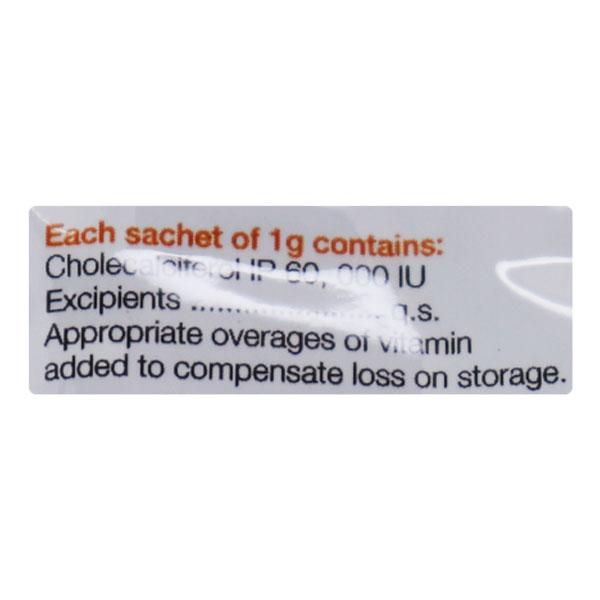 Each sachet of 1g contains:
Cholecalciferol IP 60, 000 IU
Excipients ........................ q.s.
Appropriate overages of vitamin
added to compensate loss on storage.